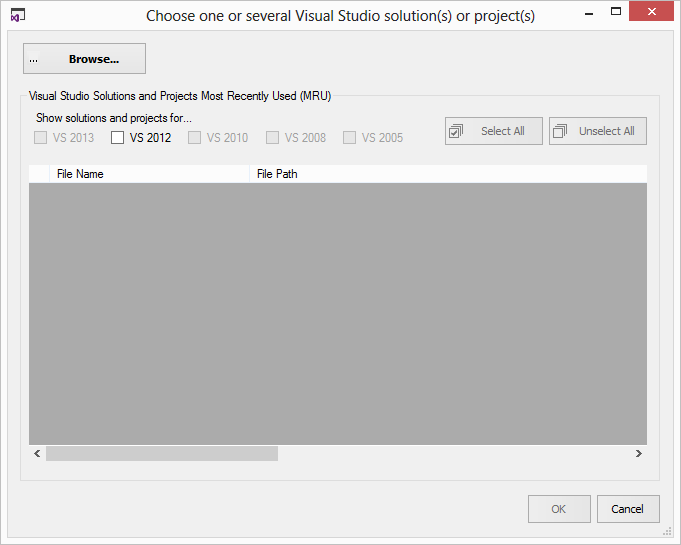 Choose one or several Visual Studio solution(s) or project(s)
... Browse...
Visual Studio Solutions and Projects Most Recently Used (MRU)
Show solutions and projects for...
VS 2013 VS 2012 VS 2010 VS 2008 VS 2005 Select All Unselect All
File Name File Path
OK Cancel